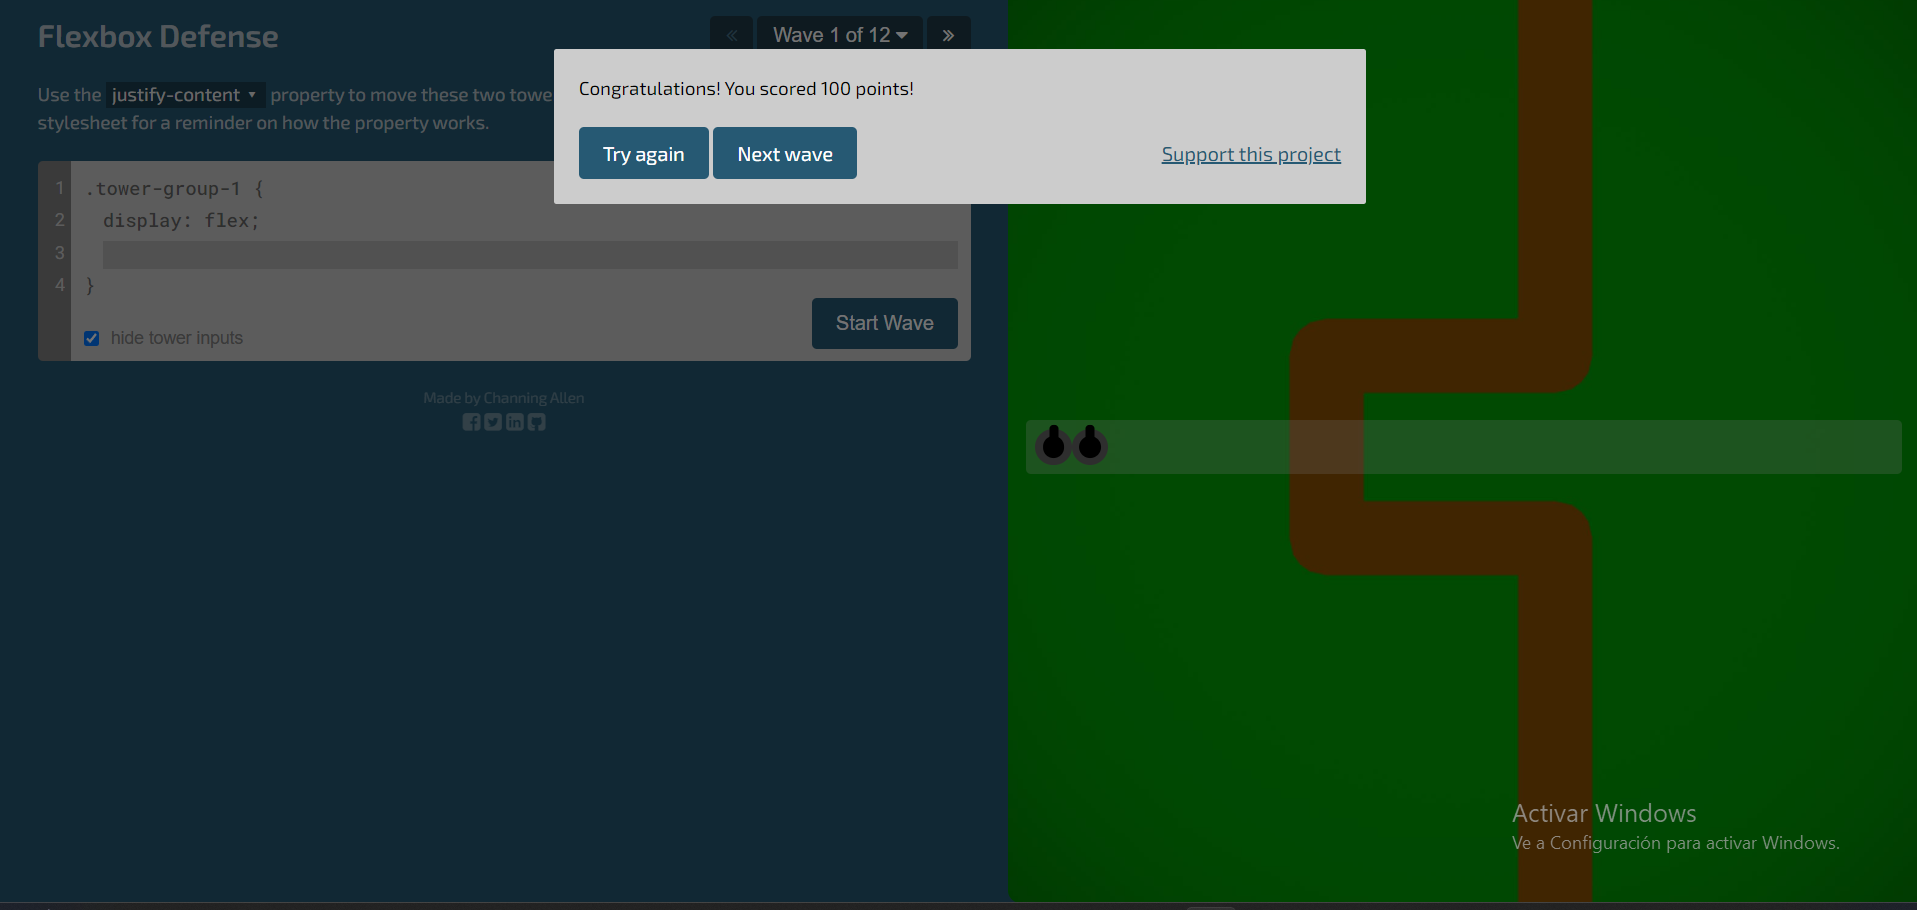 Flexbox Defense
« Wave 1 of 12 »
Use the justify-content property to move these two towe
stylesheet for a reminder on how the property works.
Congratulations! You scored 100 points!
Try again Next wave Support this project
1 .tower-group-1 {
2 display: flex;
3
4 }
hide tower inputs
Start Wave
Made by Channing Allen
Activar Windows
Ve a Configuración para activar Windows.